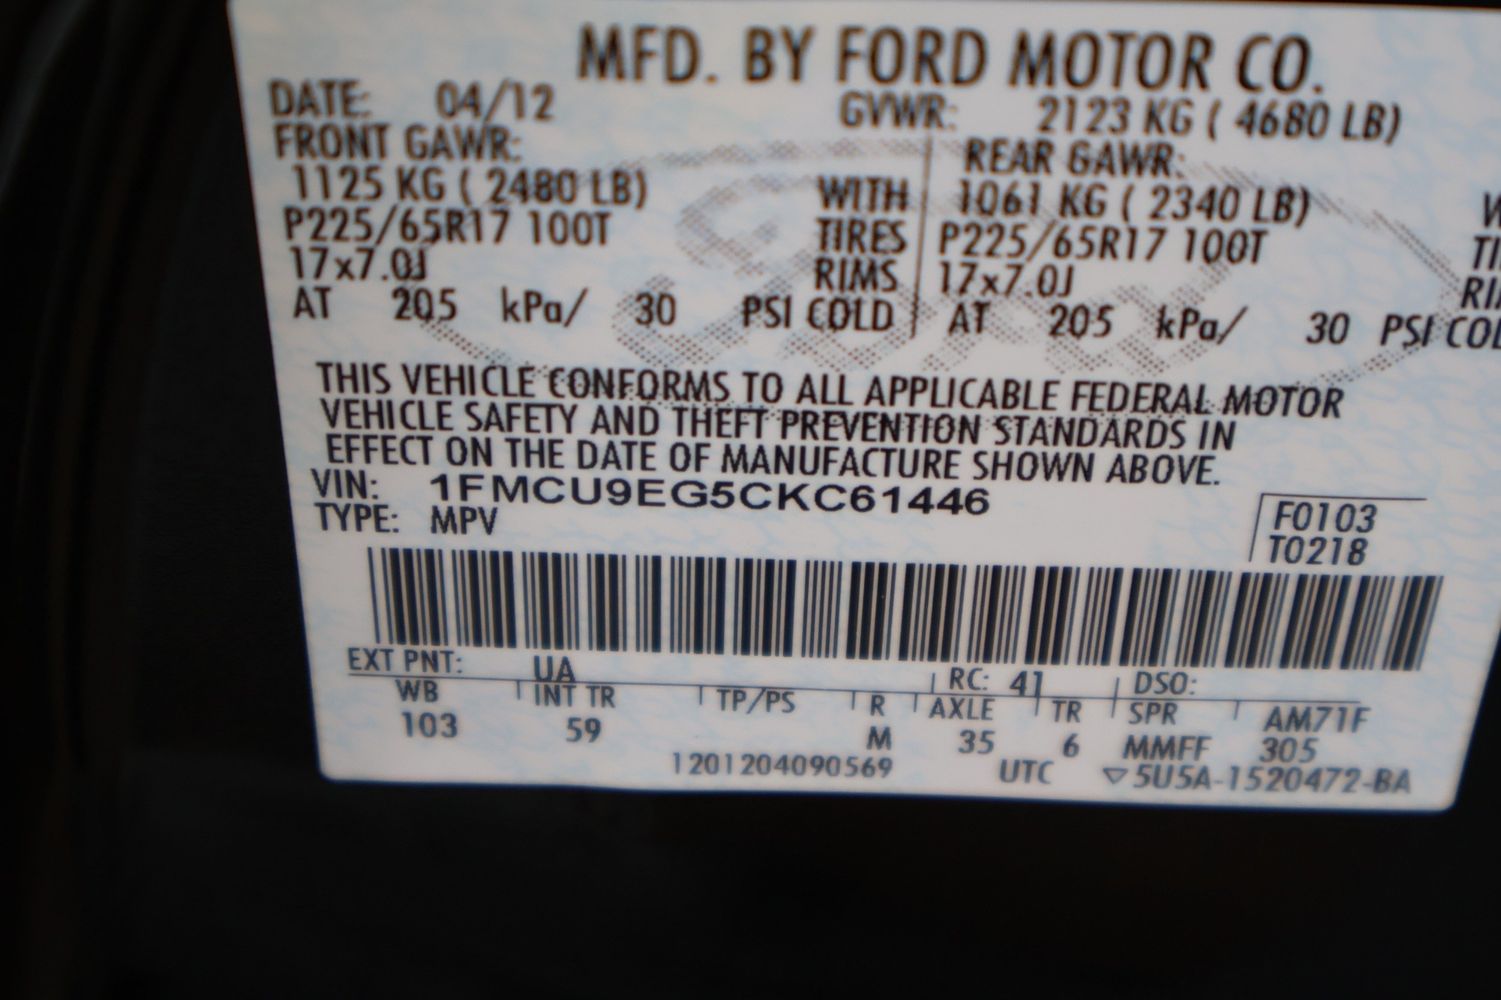 MFD. BY FORD MOTOR CO.
DATE: 04/12 GVWR: 2123 KG ( 4680 LB)
FRONT GAWR: REAR GAWR:
1125 KG ( 2480 LB) WITH 1061 KG ( 2340 LB)
P225/65R17 100T TIRES P225/65R17 100T
17x7.0J RIMS 17x7.0J
AT 205 kPa/ 30 PSI COLD AT 205 kPa/ 30 PSI COL
THIS VEHICLE CONFORMS TO ALL APPLICABLE FEDERAL MOTOR
VEHICLE SAFETY AND THEFT PREVENTION STANDARDS IN
EFFECT ON THE DATE OF MANUFACTURE SHOWN ABOVE.
VIN: 1FMCU9EG5CKC61446
TYPE: MPV
F0103
T0218
EXT PNT: UA RC: 41 DSO:
WB INT TR TP/PS R AXLE TR SPR AM71F
103 59 M 35 6 MMFF 305
1201204090569 UTC ▽5U5A-1520472-BA